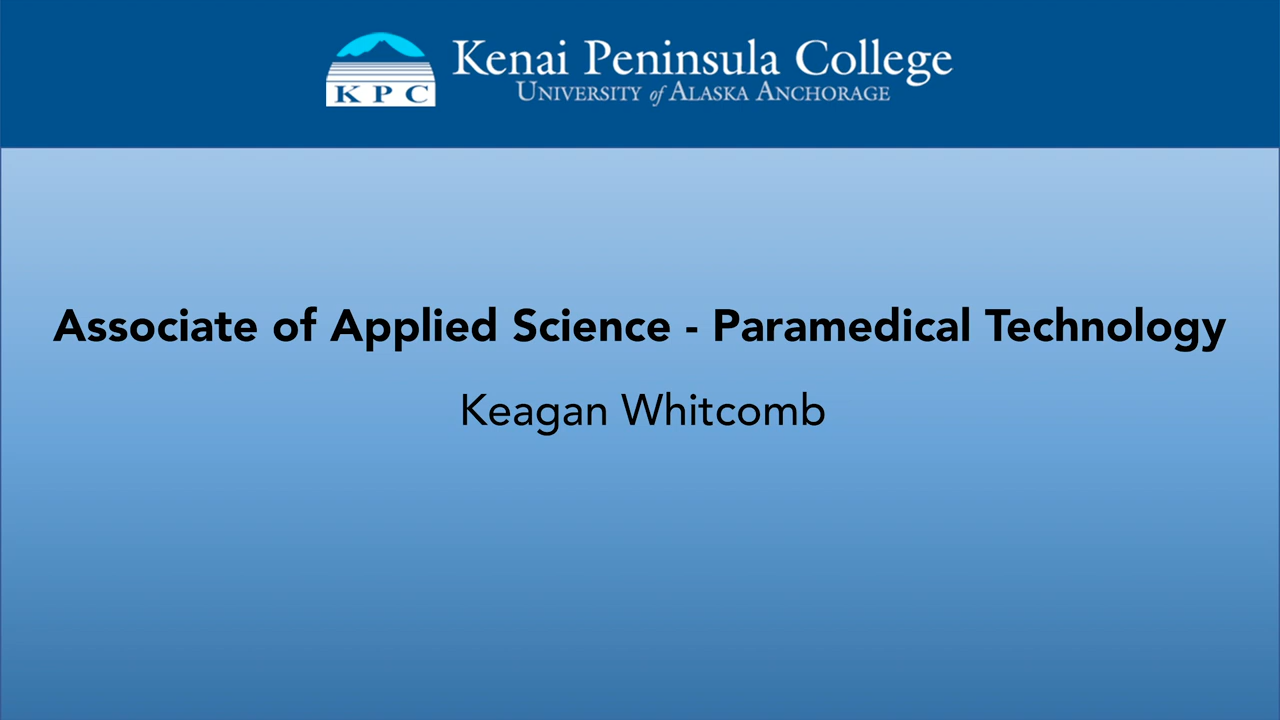 KPC
Kenai Peninsula College
University of Alaska Anchorage
Associate of Applied Science - Paramedical Technology
Keagan Whitcomb